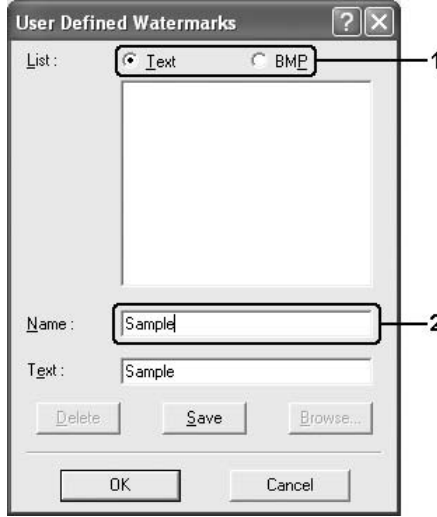 User Defined Watermarks ? X
List : Text BMP 1
Name : Sample 2
Text : Sample
Delete Save Browse...
OK Cancel